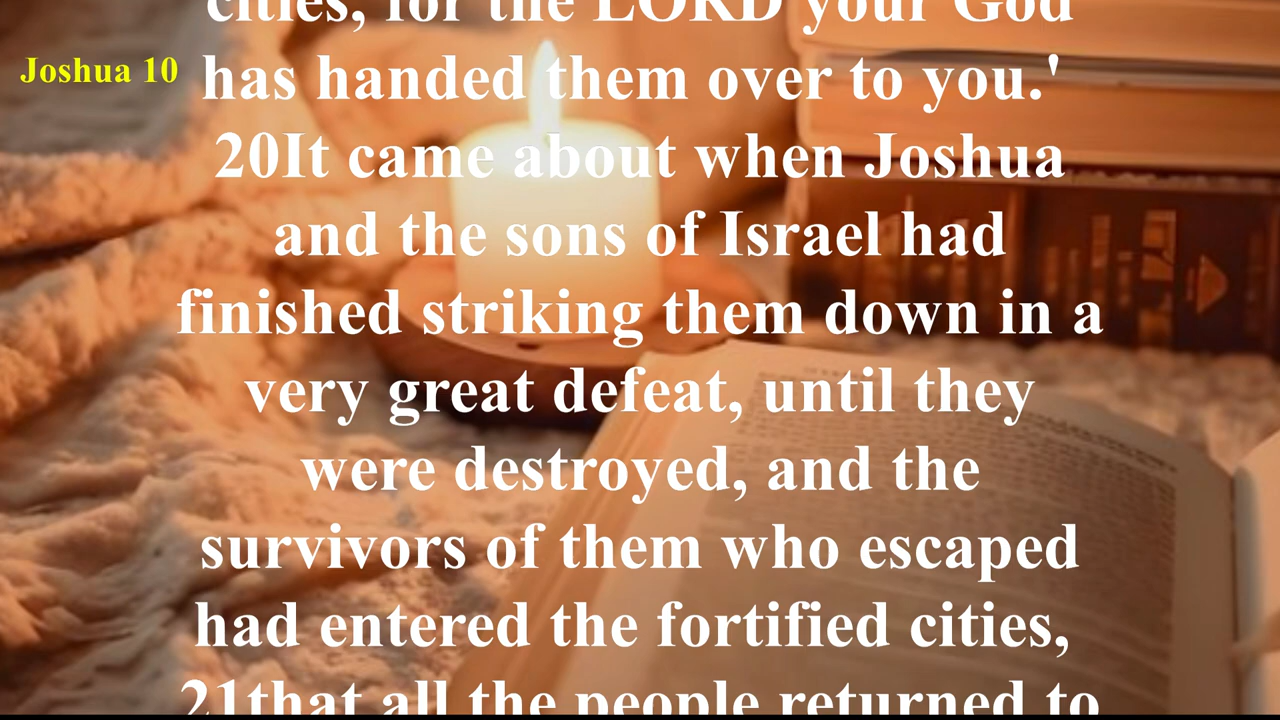 cities, for the LORD your God
Joshua 10
has handed them over to you.'
20It came about when Joshua
and the sons of Israel had
finished striking them down in a
very great defeat, until they
were destroyed, and the
survivors of them who escaped
had entered the fortified cities,
21that all the people returned to